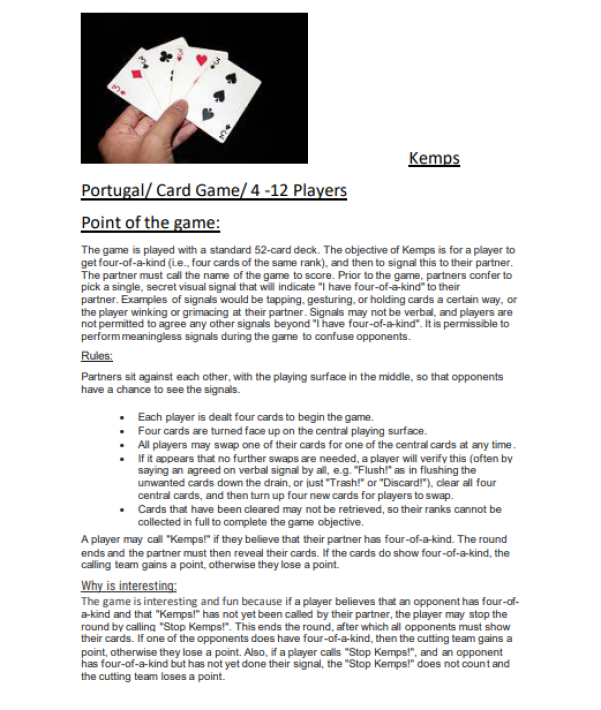 Kemps
Portugal/ Card Game/ 4 -12 Players
Point of the game:
The game is played with a standard 52-card deck. The objective of Kemps is for a player to
get four-of-a-kind (i.e., four cards of the same rank), and then to signal this to their partner.
The partner must call the name of the game to score. Prior to the game, partners confer to
pick a single, secret visual signal that will indicate "I have four-of-a-kind" to their
partner. Examples of signals would be tapping, gesturing, or holding cards a certain way, or
the player winking or grimacing at their partner. Signals may not be verbal, and players are
not permitted to agree any other signals beyond "I have four-of-a-kind". It is permissible to
perform meaningless signals during the game to confuse opponents.
Rules:
Partners sit against each other, with the playing surface in the middle, so that opponents
have a chance to see the signals.
• Each player is dealt four cards to begin the game.
• Four cards are turned face up on the central playing surface.
• All players may swap one of their cards for one of the central cards at any time.
• If it appears that no further swaps are needed, a player will verify this (often by
saying an agreed on verbal signal by all, e.g. "Flush!" as in flushing the
unwanted cards down the drain, or just "Trash!" or "Discard!"), clear all four
central cards, and then turn up four new cards for players to swap.
• Cards that have been cleared may not be retrieved, so their ranks cannot be
collected in full to complete the game objective.
A player may call "Kemps!" if they believe that their partner has four-of-a-kind. The round
ends and the partner must then reveal their cards. If the cards do show four-of-a-kind, the
calling team gains a point, otherwise they lose a point.
Why is interesting:
The game is interesting and fun because if a player believes that an opponent has four-of-
a-kind and that "Kemps!" has not yet been called by their partner, the player may stop the
round by calling "Stop Kemps!". This ends the round, after which all opponents must show
their cards. If one of the opponents does have four-of-a-kind, then the cutting team gains a
point, otherwise they lose a point. Also, if a player calls "Stop Kemps!", and an opponent
has four-of-a-kind but has not yet done their signal, the "Stop Kemps!" does not count and
the cutting team loses a point.